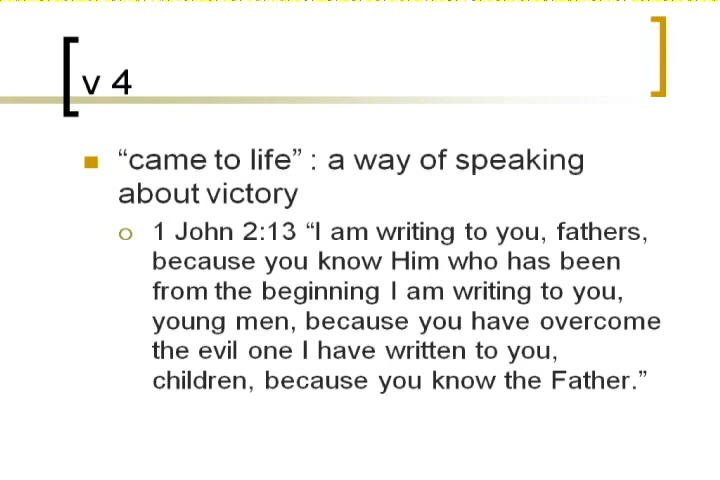 v 4
“came to life” : a way of speaking
about victory
1 John 2:13 “I am writing to you, fathers,
because you know Him who has been
from the beginning I am writing to you,
young men, because you have overcome
the evil one I have written to you,
children, because you know the Father.”